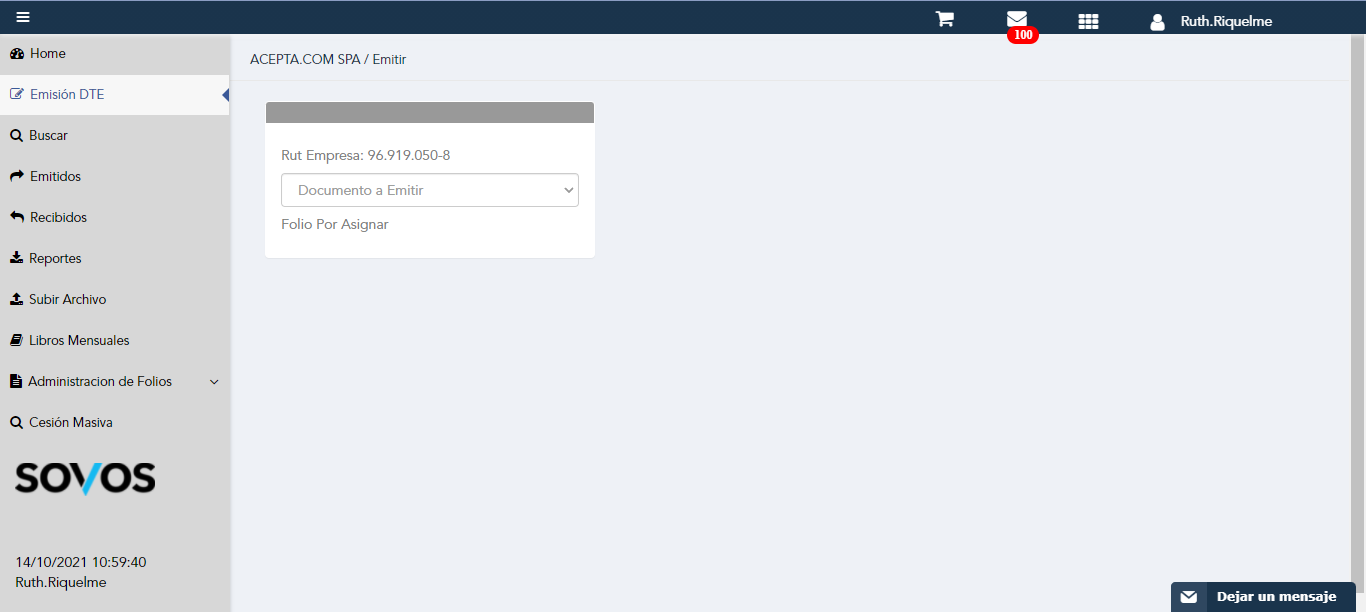 Ruth.Riquelme
100
Home
ACEPTA.COM SPA / Emitir
Emisión DTE
Buscar
Emitidos
Recibidos
Reportes
Subir Archivo
Libros Mensuales
Administracion de Folios
Cesión Masiva
SOVOS
14/10/2021 10:59:40
Ruth.Riquelme
Rut Empresa: 96.919.050-8
Documento a Emitir
Folio Por Asignar
Dejar un mensaje